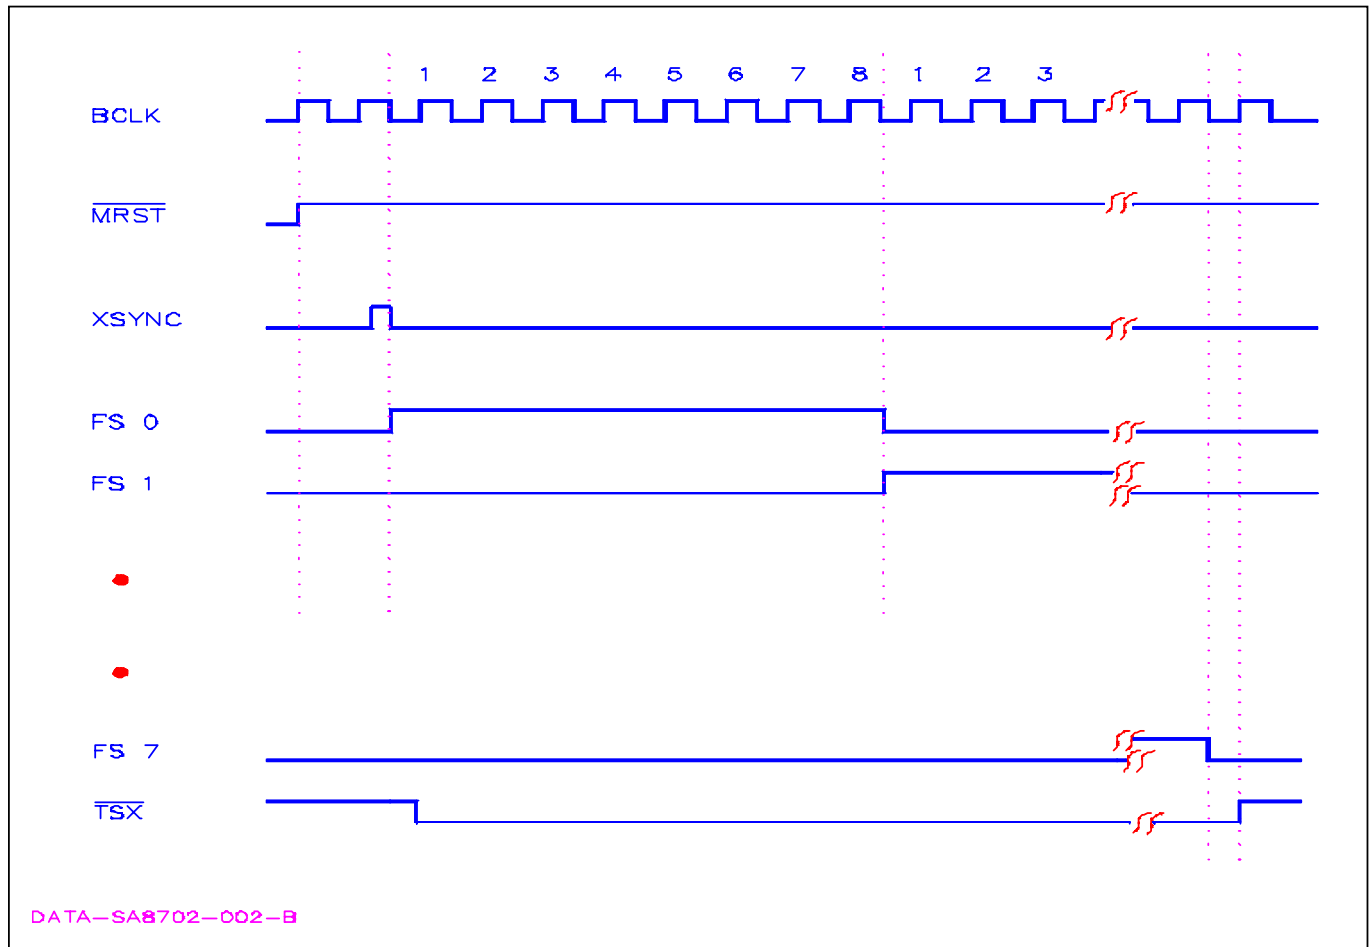 1 2 3 4 5 6 7 8 1 2 3
BCLK
MRST
XSYNC
FS 0
FS 1
FS 7
TSX
DATA-SA8702-002-B